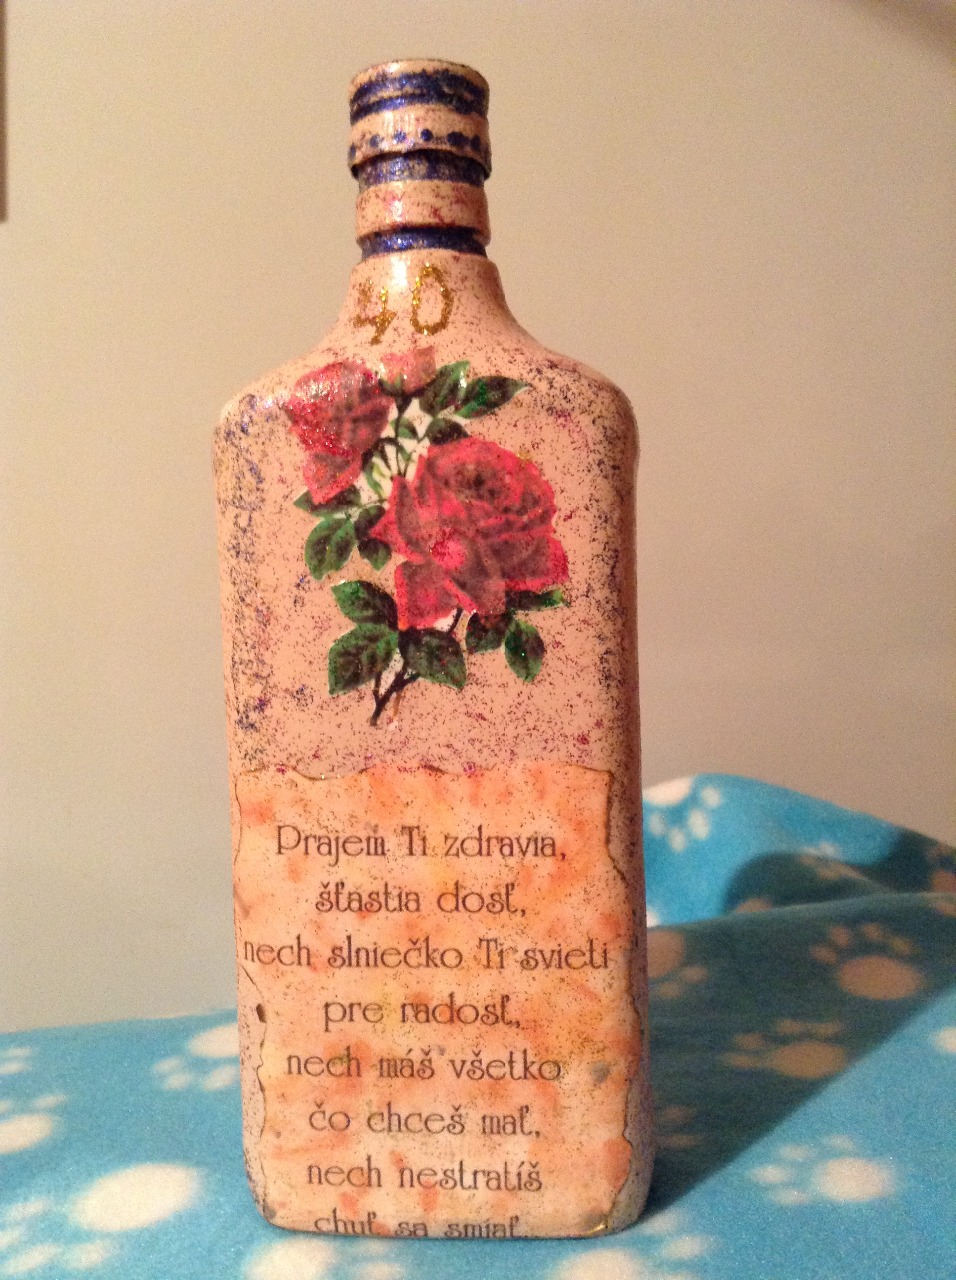 40
Prajem Ti zdravia,
šťastia dosť,
nech slniečko Ti svieti
pre radosť,
nech máš všetko
čo chceš mať,
nech nestratíš
chuť sa smiať.